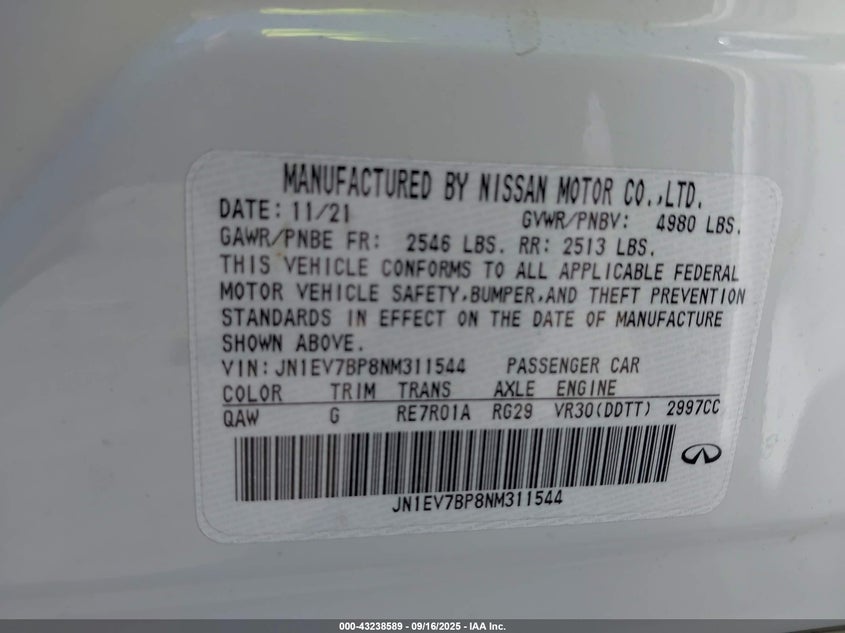 MANUFACTURED BY NISSAN MOTOR CO.,LTD.
DATE: 11/21 GVWR/PNBV: 4980 LBS.
GAWR/PNBE FR: 2546 LBS. RR: 2513 LBS.
THIS VEHICLE CONFORMS TO ALL APPLICABLE FEDERAL
MOTOR VEHICLE SAFETY,BUMPER,AND THEFT PREVENTION
STANDARDS IN EFFECT ON THE DATE OF MANUFACTURE
SHOWN ABOVE.
VIN: JN1EV7BP8NM311544 PASSENGER CAR
COLOR TRIM TRANS AXLE ENGINE
QAW G RE7R01A RG29 VR30(DDTT) 2997CC
JN1EV7BP8NM311544
000-43238589 - 09/16/2025 - IAA Inc.